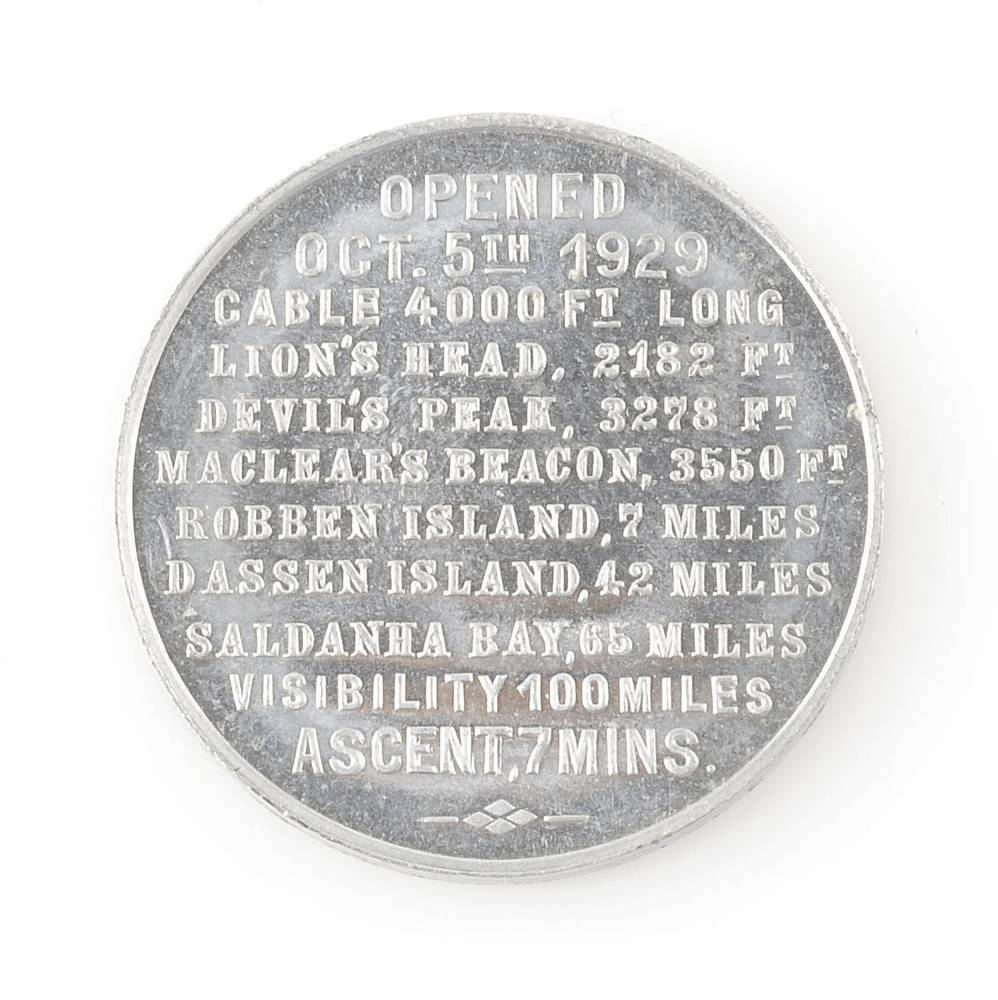 OPENED
OCT. 5TH 1929
CABLE 4000 FT LONG
LION'S HEAD, 2182 FT
DEVIL'S PEAK, 3278 FT
MACLEAR'S BEACON, 3550 FT
ROBBEN ISLAND, 7 MILES
DASSEN ISLAND, 42 MILES
SALDANHA BAY, 65 MILES
VISIBILITY 100 MILES
ASCENT, 7 MINS.